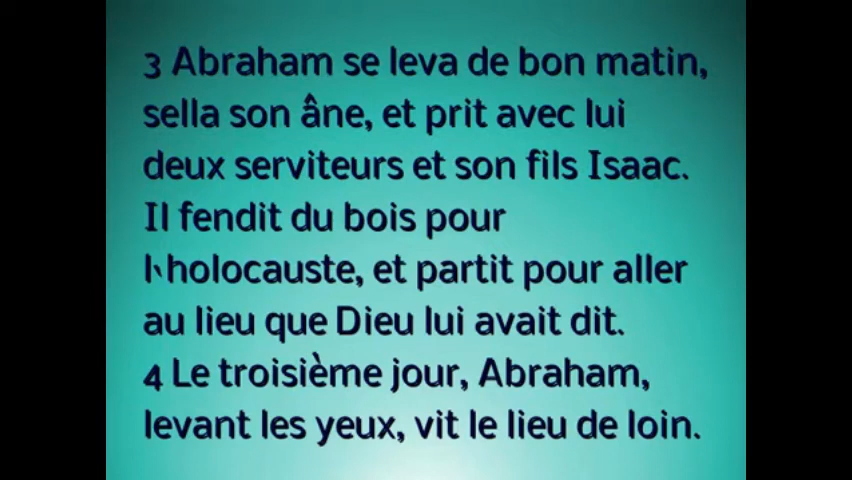 3 Abraham se leva de bon matin,
sella son âne, et prit avec lui
deux serviteurs et son fils Isaac.
Il fendit du bois pour
l'holocauste, et partit pour aller
au lieu que Dieu lui avait dit.
4 Le troisième jour, Abraham,
levant les yeux, vit le lieu de loin.